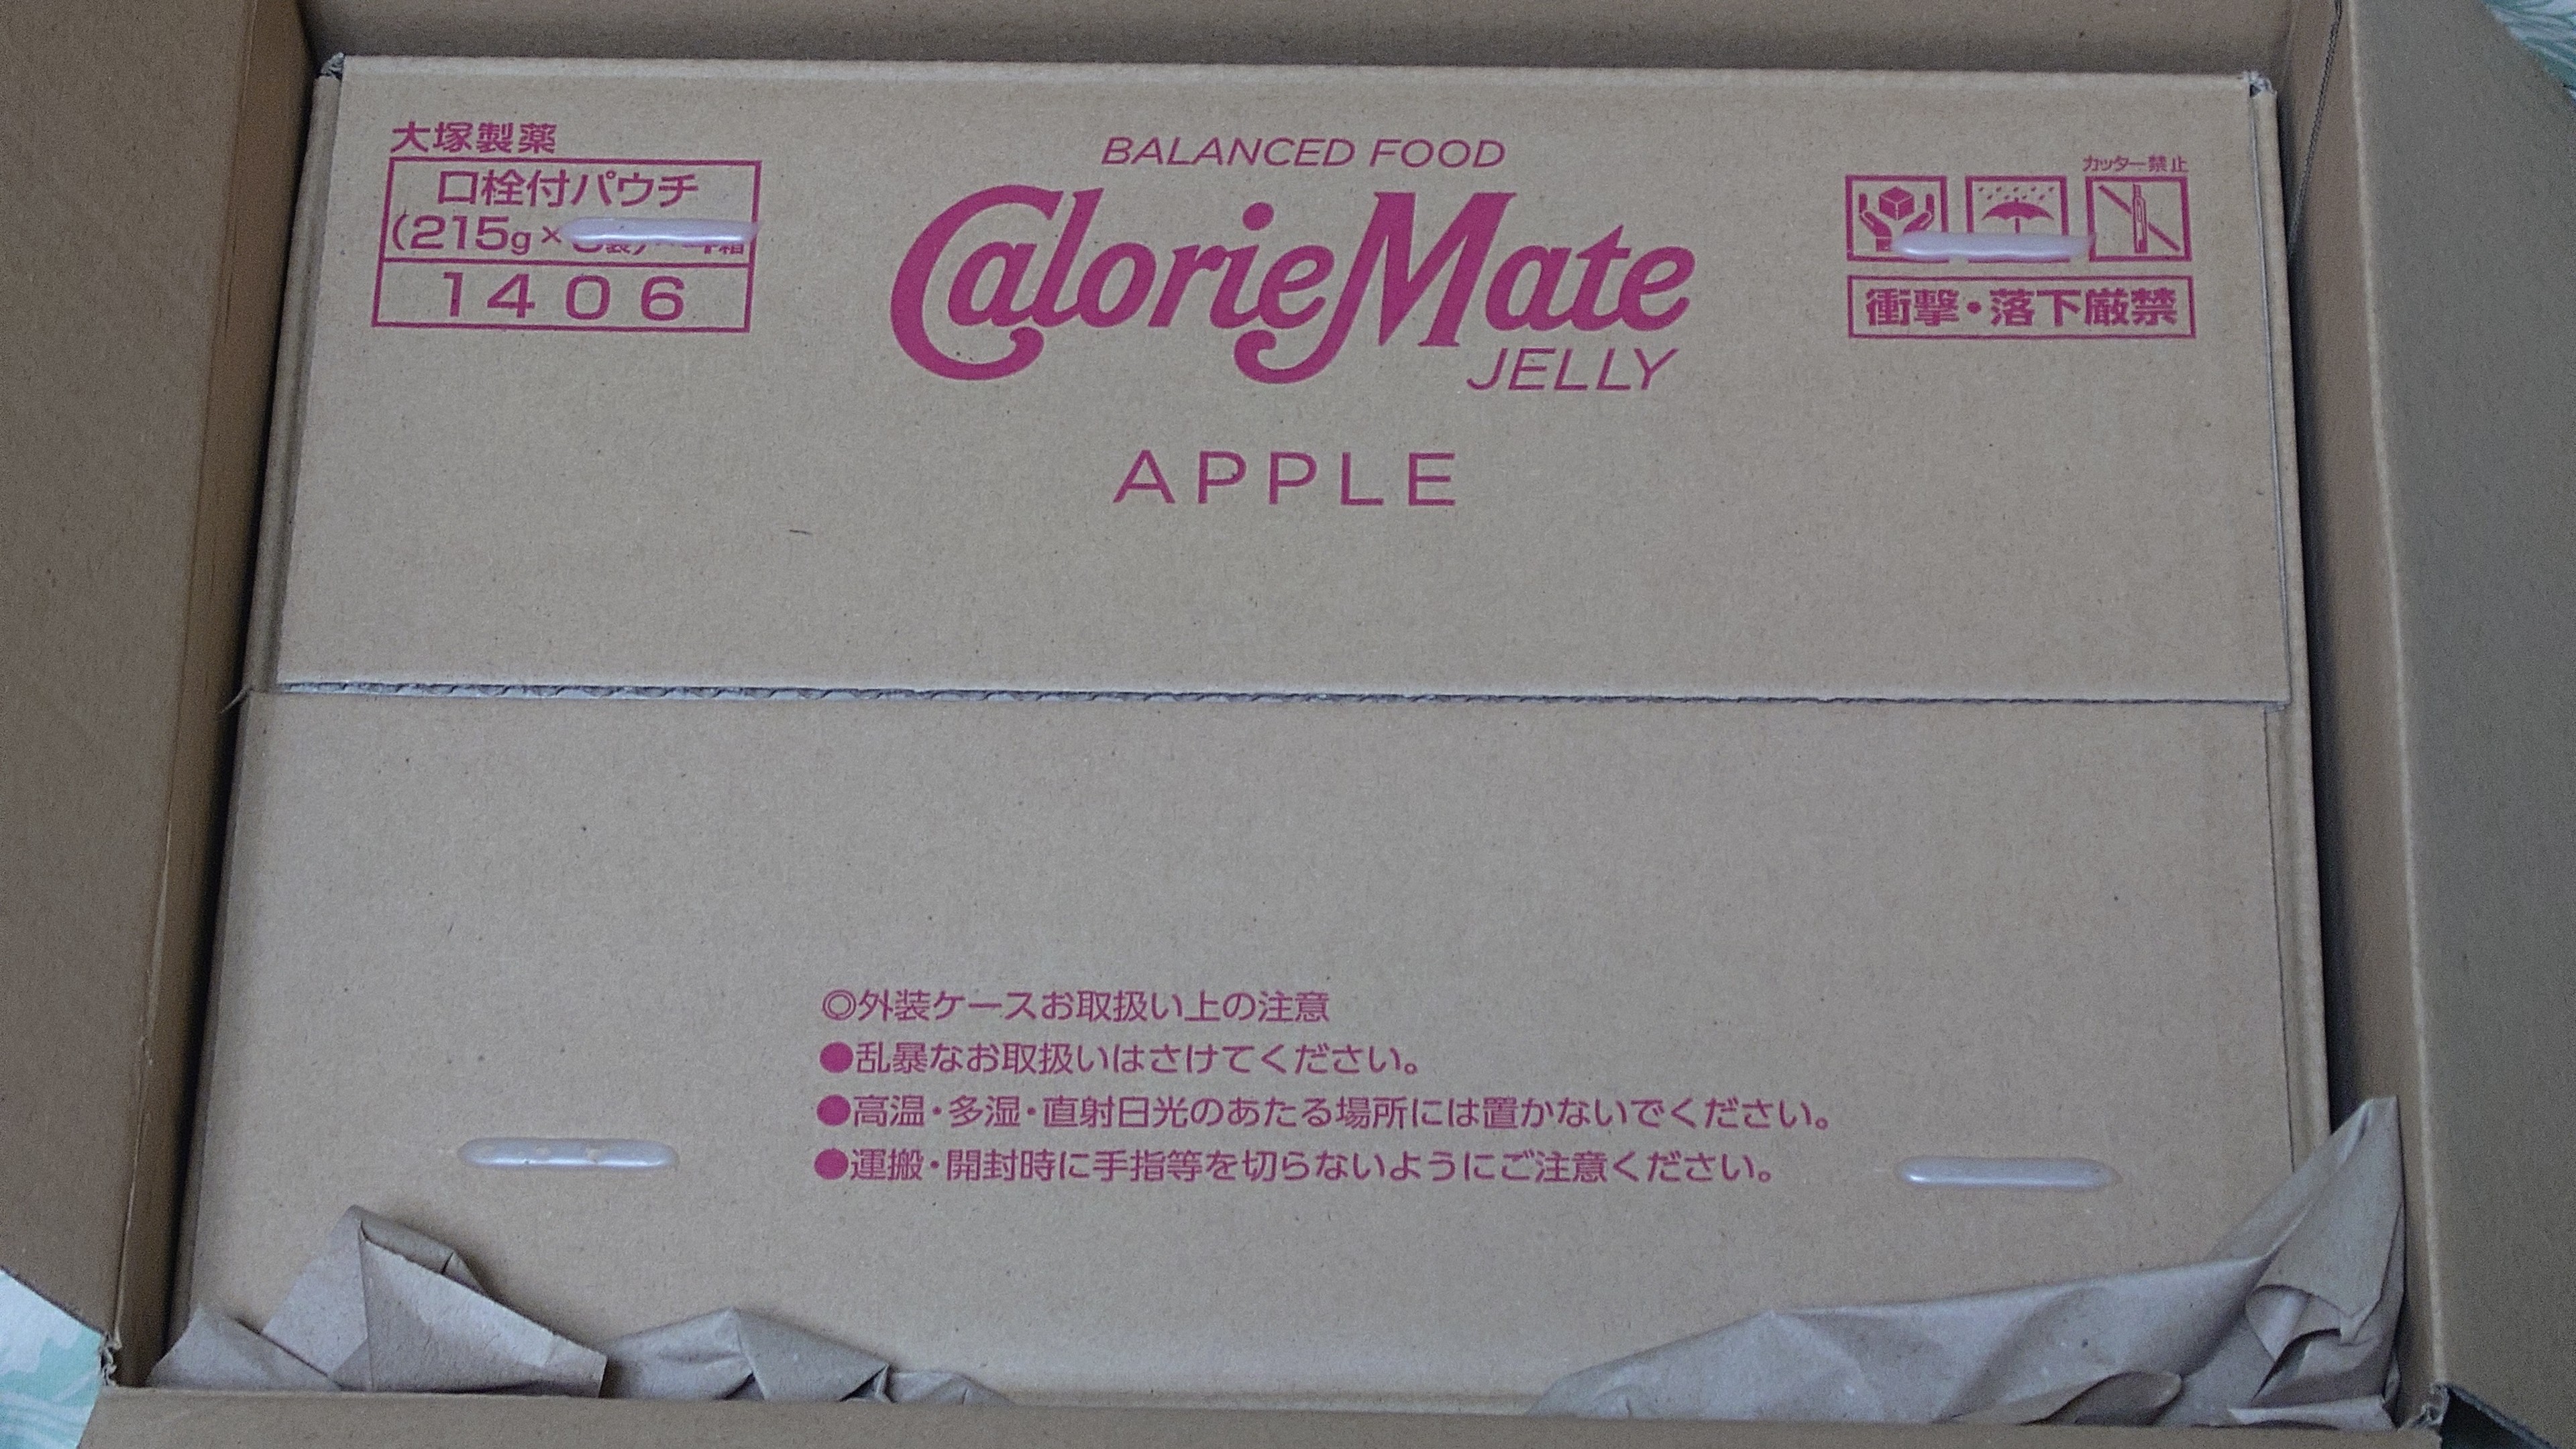 大塚製薬
口栓付パウチ
(215g×
1406
BALANCED FOOD
CalorieMate
JELLY
APPLE
カッター禁止
衝撃・落下厳禁
◎外装ケースお取扱い上の注意
●乱暴なお取扱いはさけてください。
●高温・多湿・直射日光のあたる場所には置かないでください。
●運搬・開封時に手指等を切らないようにご注意ください。